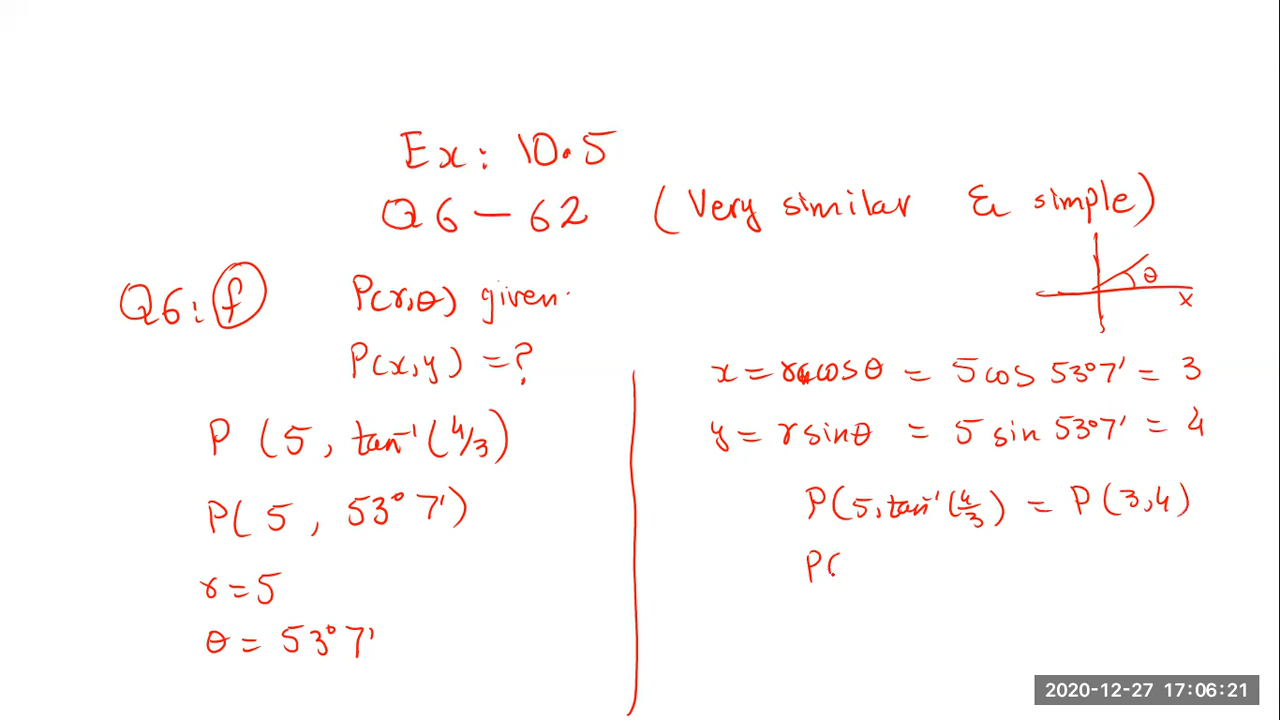 Ex: 10.5
Q6 – 62 (Very similar & simple)
Q6: f P(r,θ) given.
P(x,y) = ?
P (5, tan⁻¹(4/3)
P( 5 , 53° 7')
r = 5
θ = 53° 7'
θ
x
x = r cosθ = 5 cos 53°7' = 3
y = r sinθ = 5 sin 53°7' = 4
P(5, tan⁻¹(4/3) = P(3,4)
P(
2020-12-27 17:06:21